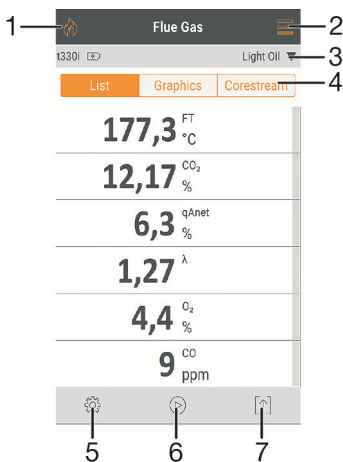 1 Flue Gas 2
t330i Light Oil 3
List Graphics Corestream 4
177,3 FT °C
12,17 CO₂ %
6,3 qAnet %
1,27 λ
4,4 O₂ %
9 CO ppm
5 6 7